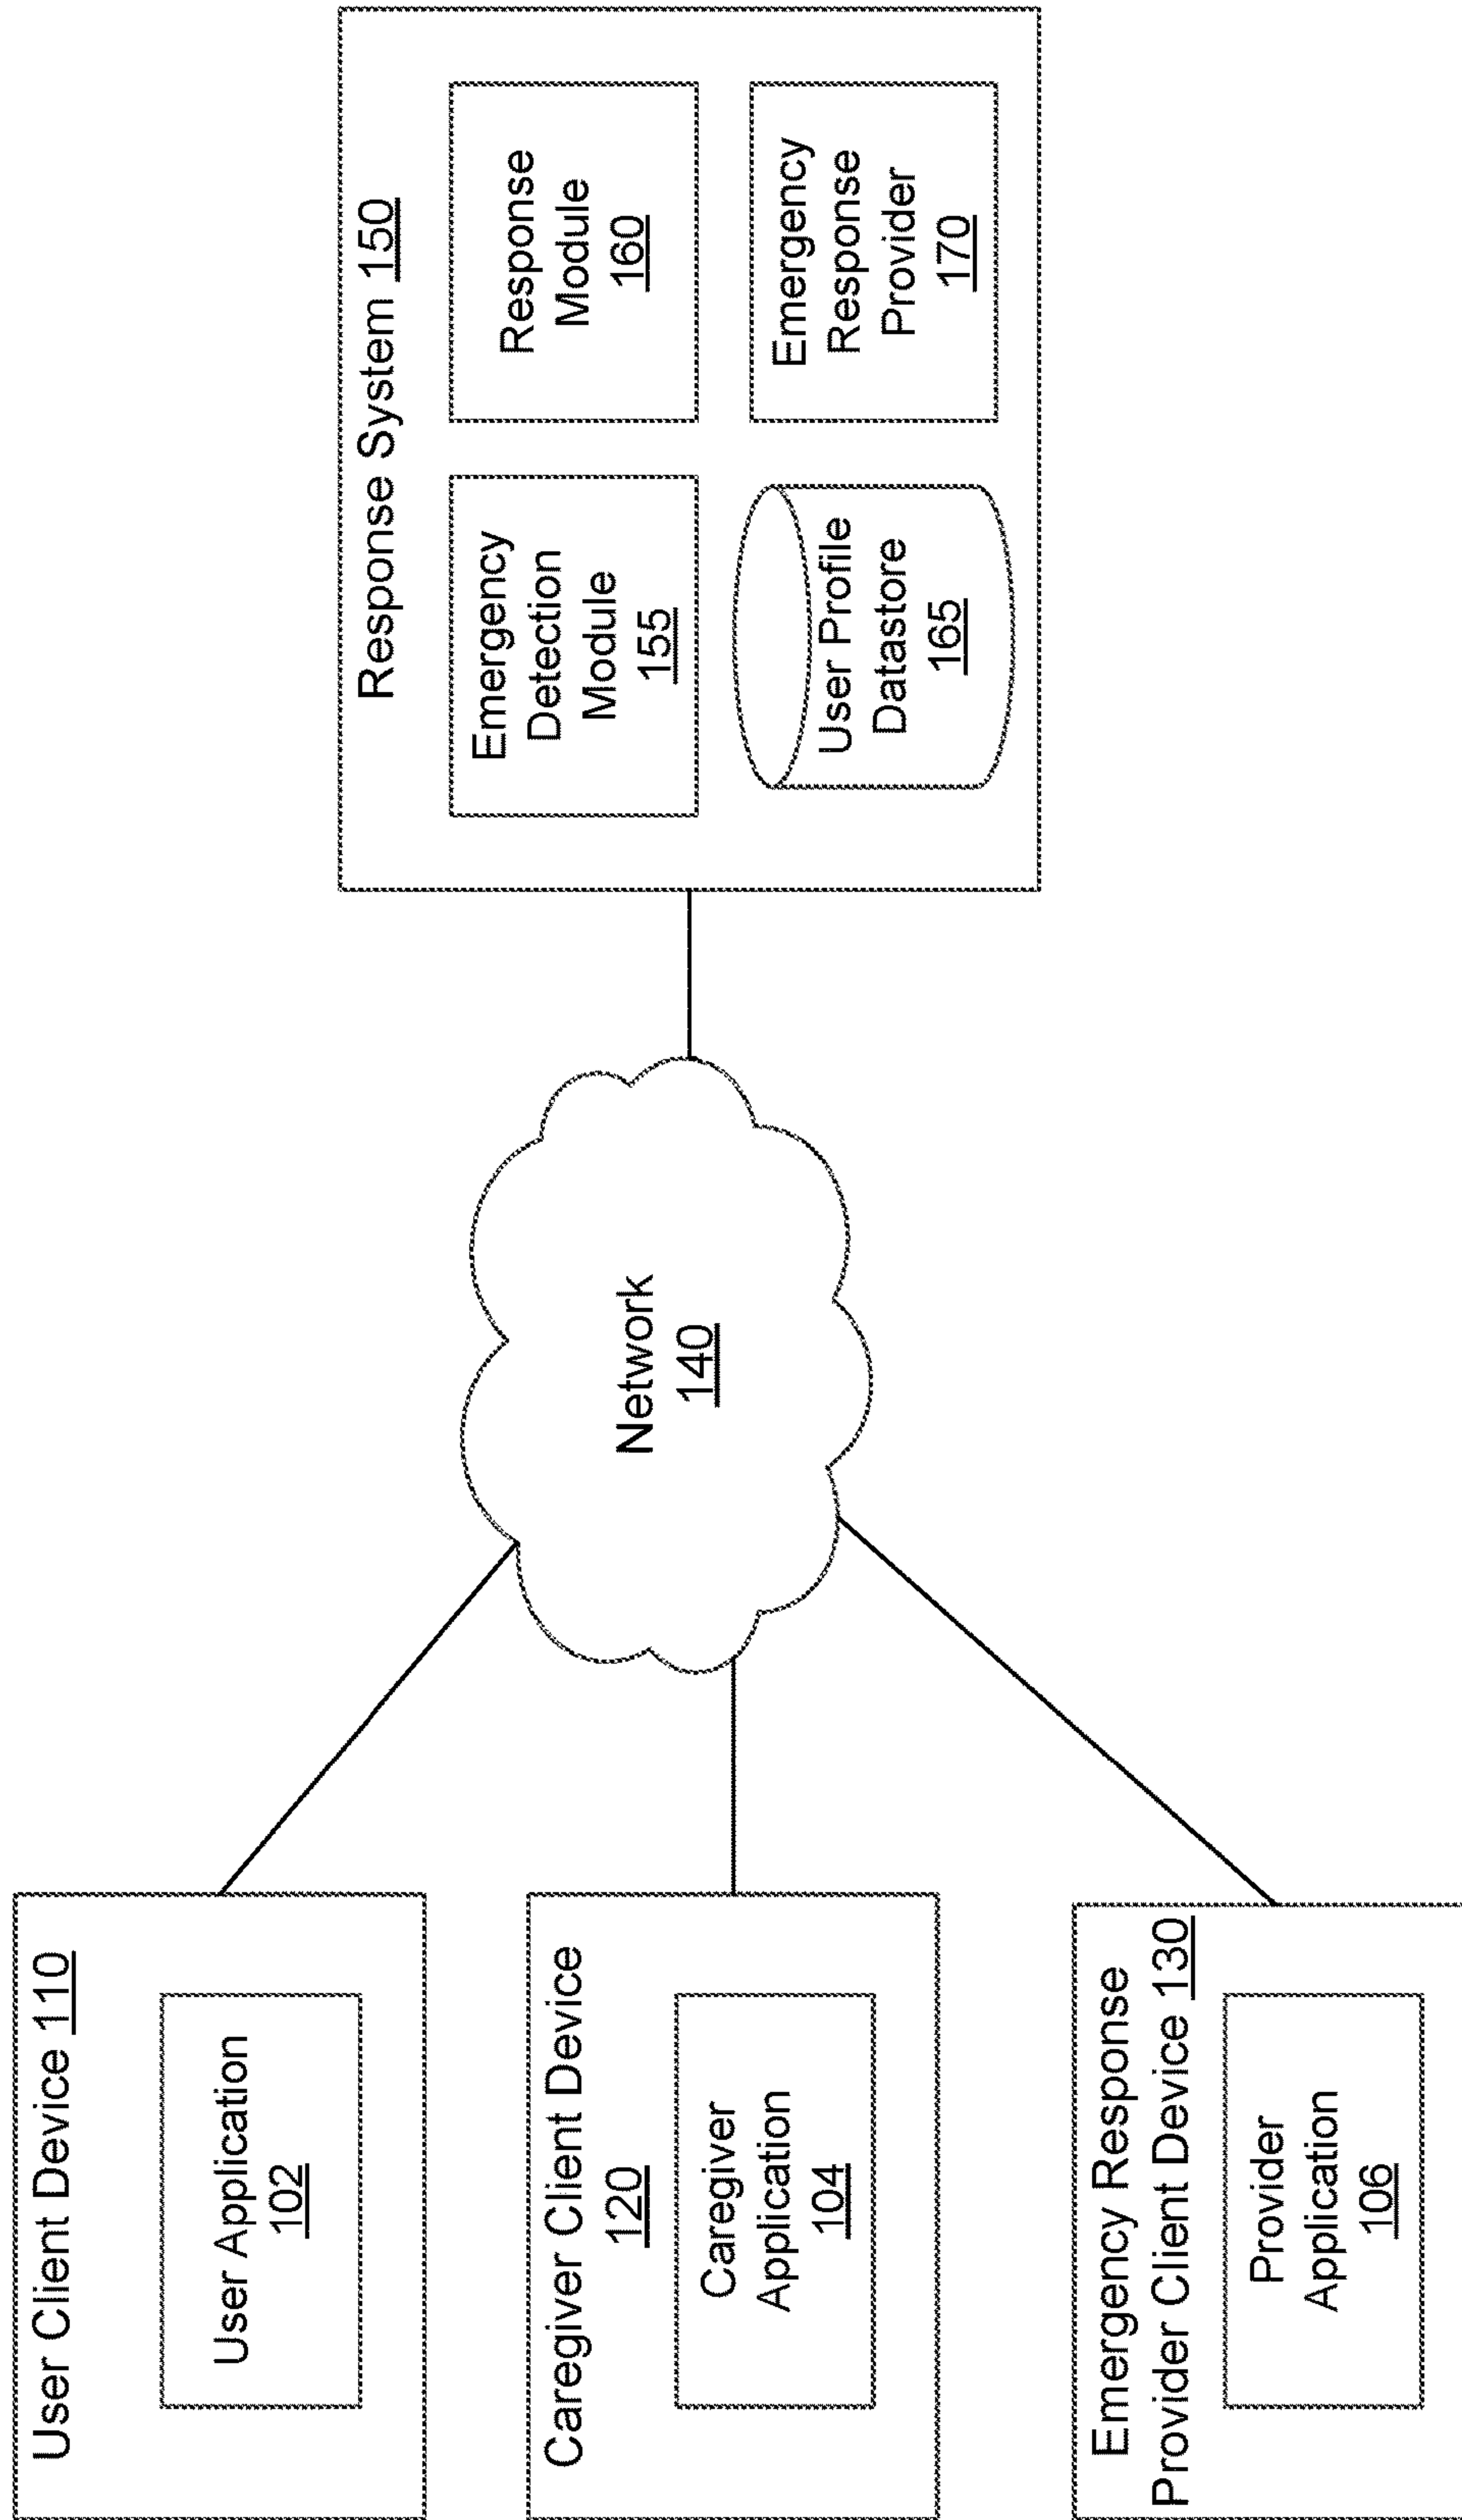 User Client Device 110
User Application
102
Caregiver Client Device
120
Caregiver
Application
104
Emergency Response
Provider Client Device 130
Provider
Application
106
Network
140
Response System 150
Emergency
Detection
Module
155
Response
Module
160
User Profile
Datastore
165
Emergency
Response
Provider
170